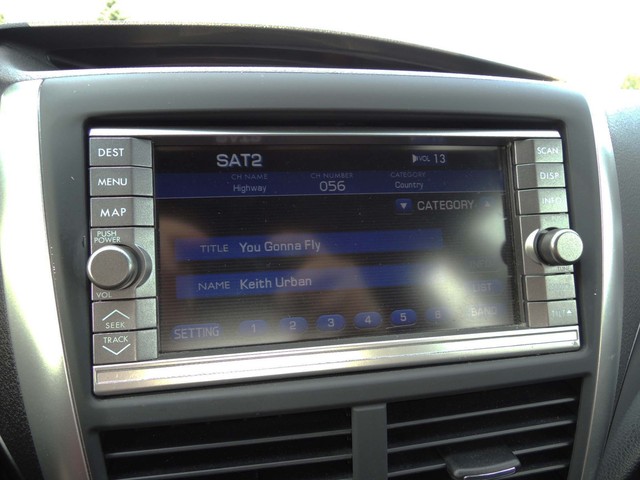 DEST
MENU
MAP
PUSH
POWER
VOL
SEEK
TRACK
SAT2
VOL 13
CH NAME CH NUMBER CATEGORY
Highway 056 Country
CATEGORY
TITLE You Gonna Fly
NAME Keith Urban
LIST
SETTING 1 2 3 4 5 6 BAND
SCAN
DISP
INFO
TILT